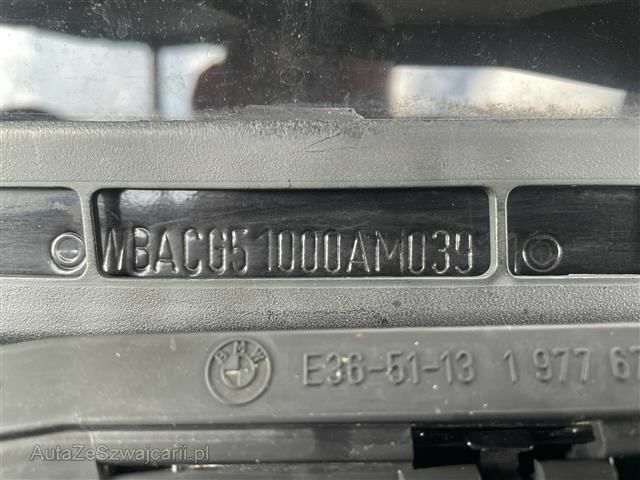 WBACG51000AM039
BMW
E36-51-13 1 977 67
AutaZeSzwajcarii.pl